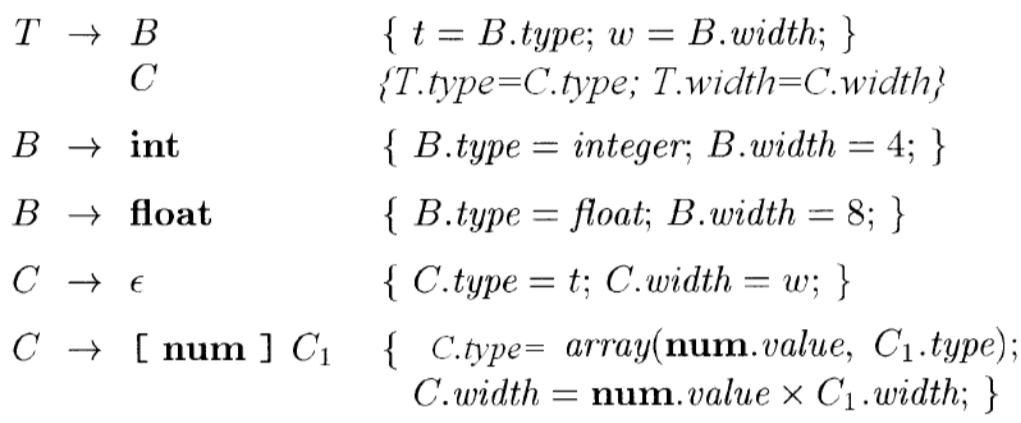 T → B { t = B.type; w = B.width; }
C {T.type=C.type; T.width=C.width}
B → int { B.type = integer; B.width = 4; }
B → float { B.type = float; B.width = 8; }
C → ϵ { C.type = t; C.width = w; }
C → [ num ] C₁ { C.type= array(num.value, C₁.type);
C.width = num.value × C₁.width; }